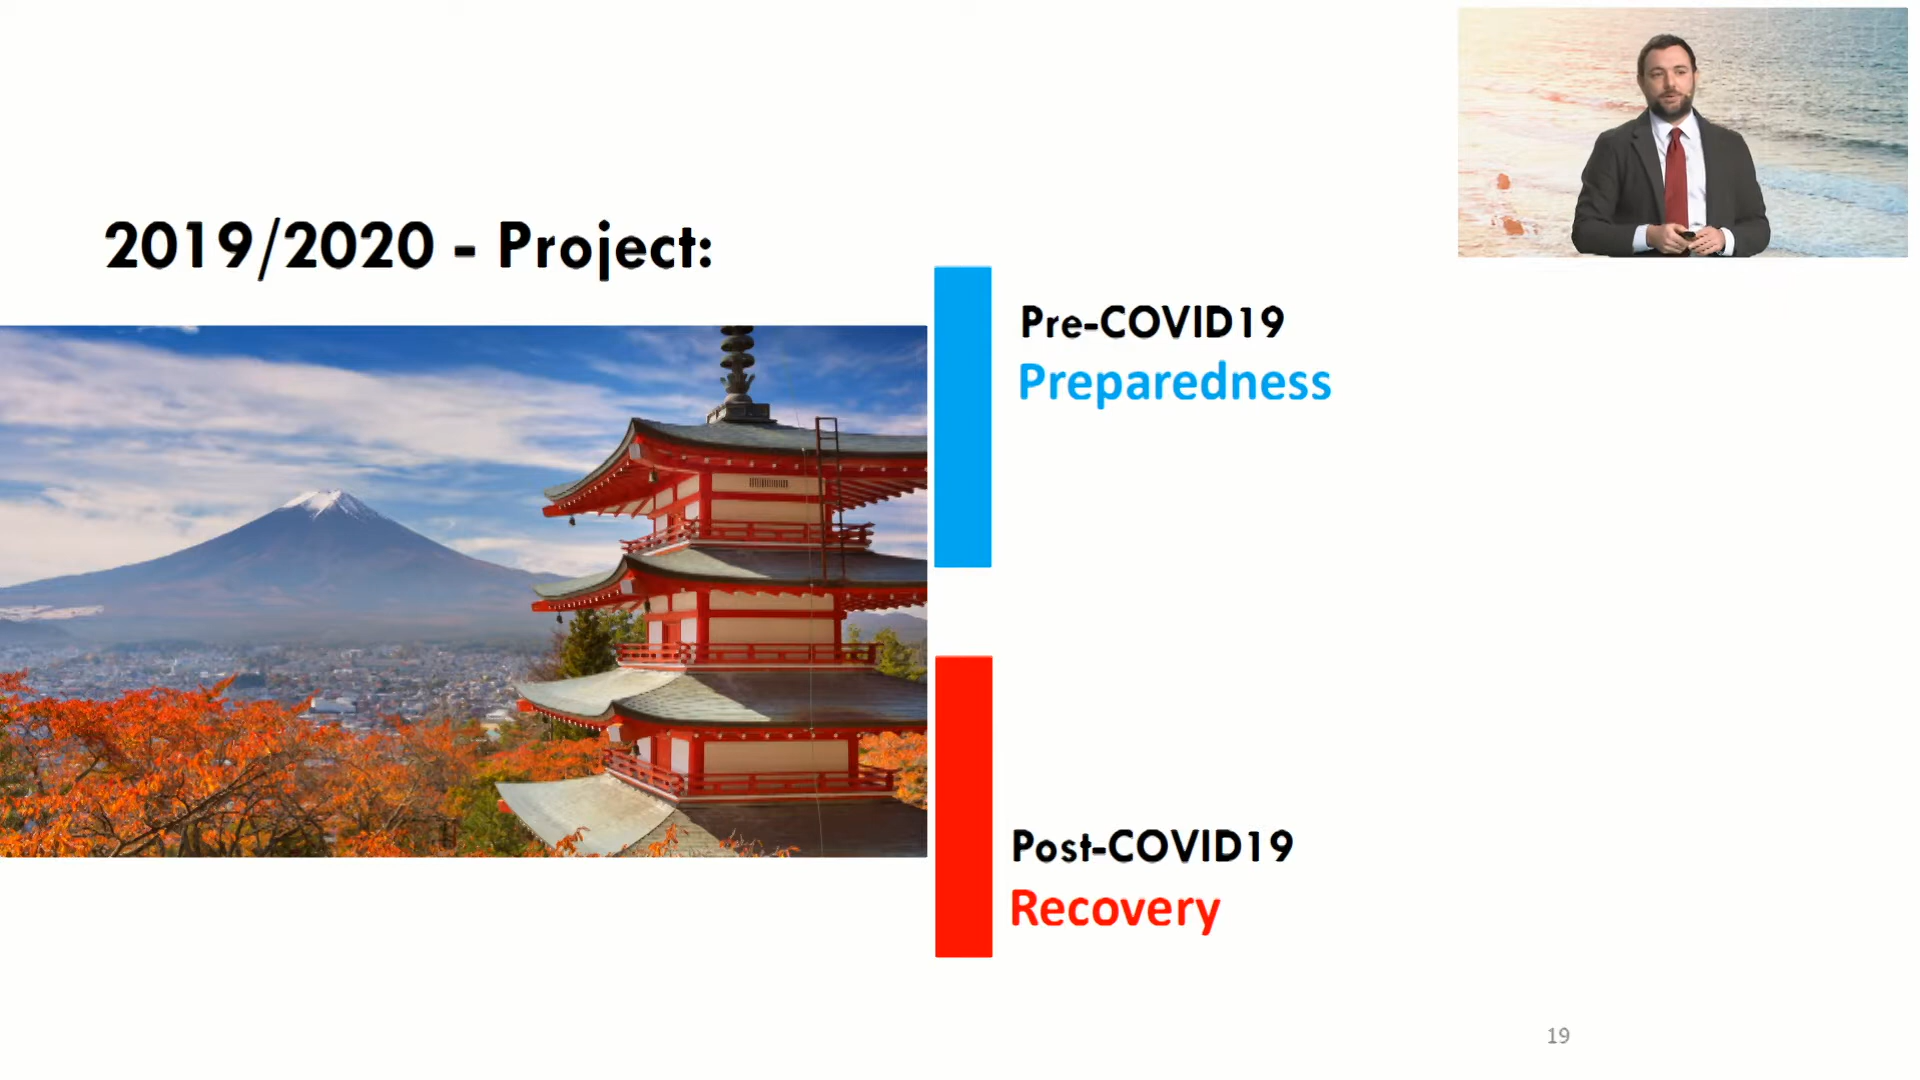 2019/2020 - Project:
Pre-COVID19
Preparedness
Post-COVID19
Recovery
19